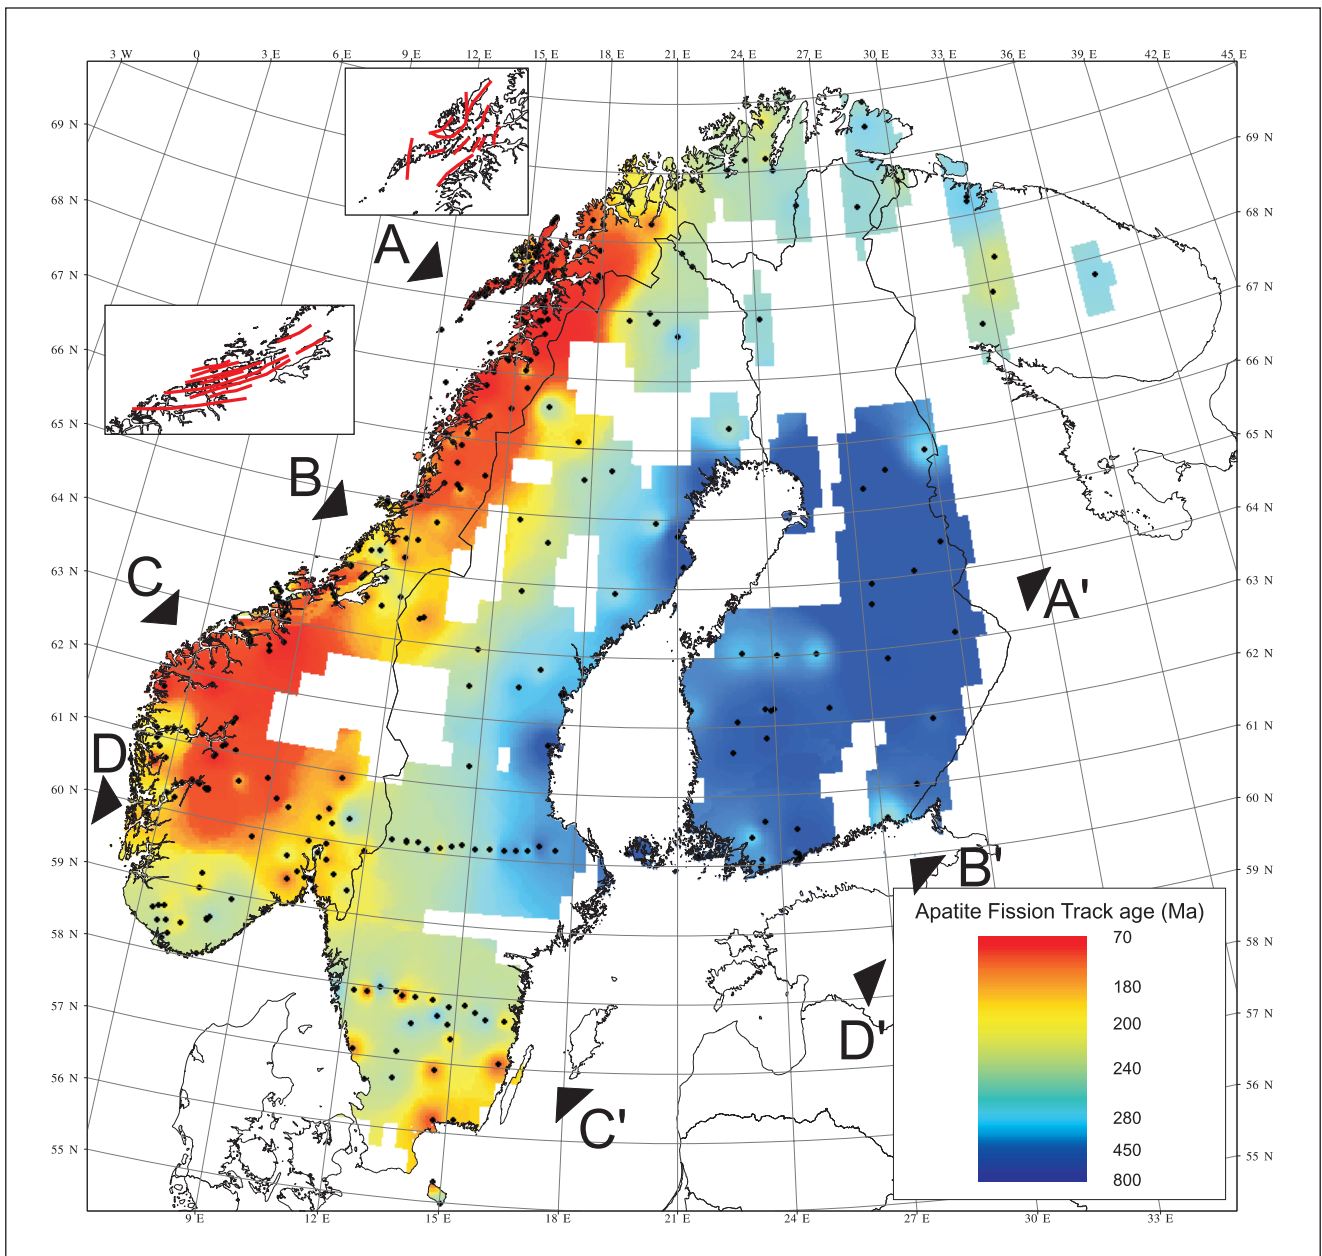 3 W 0 3 E 6 E 9 E 12 E 15 E 18 E 21 E 24 E 27 E 30 E 33 E 36 E 39 E 42 E 45 E
69 N
69 N
68 N
68 N
A
67 N
67 N
66 N
66 N
65 N
65 N
B
64 N
64 N
C
63 N
63 N
A'
62 N
62 N
61 N
61 N
D
60 N
60 N
59 N
59 N
B'
Apatite Fission Track age (Ma)
70
180
200
240
280
450
800
58 N
58 N
57 N
57 N
D'
56 N
56 N
C'
55 N
55 N
9 E 12 E 15 E 18 E 21 E 24 E 27 E 30 E 33 E